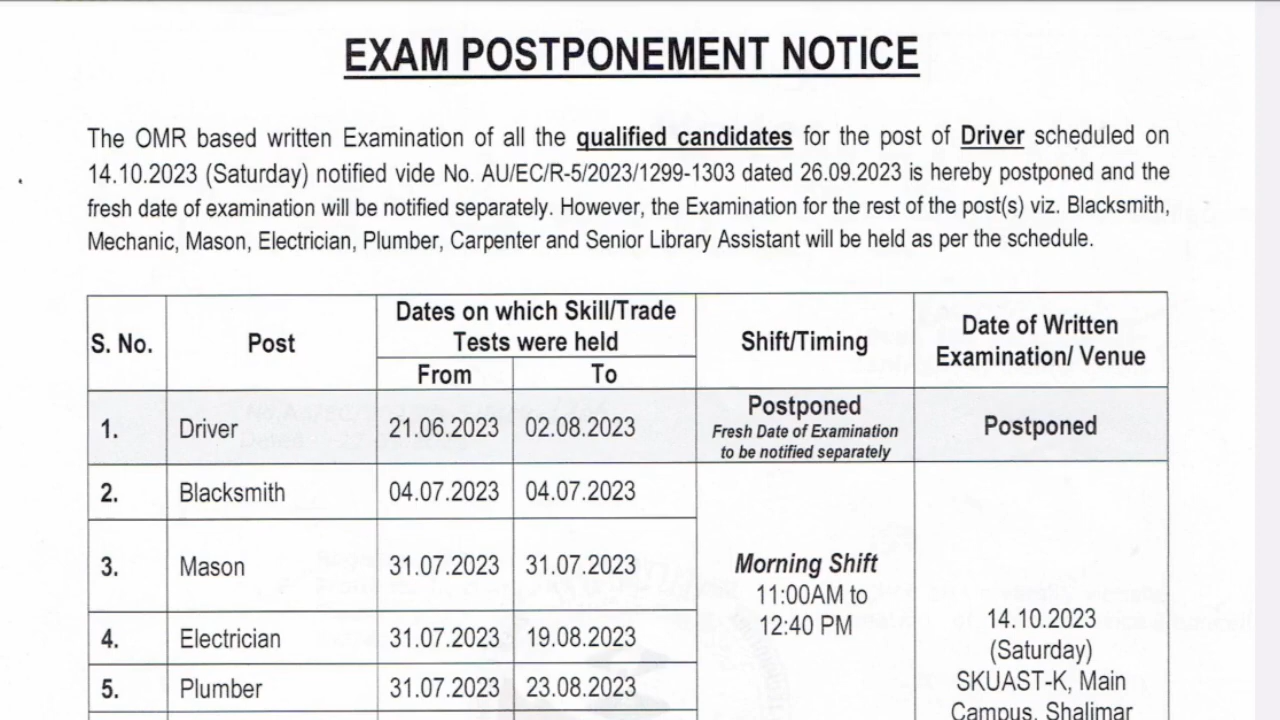 EXAM POSTPONEMENT NOTICE
The OMR based written Examination of all the qualified candidates for the post of Driver scheduled on
14.10.2023 (Saturday) notified vide No. AU/EC/R-5/2023/1299-1303 dated 26.09.2023 is hereby postponed and the
fresh date of examination will be notified separately. However, the Examination for the rest of the post(s) viz. Blacksmith,
Mechanic, Mason, Electrician, Plumber, Carpenter and Senior Library Assistant will be held as per the schedule.
S. No.
Post
Dates on which Skill/Trade
Tests were held
From
To
Shift/Timing
Date of Written
Examination/ Venue
1.
Driver
21.06.2023
02.08.2023
Postponed
Fresh Date of Examination
to be notified separately
Postponed
2.
Blacksmith
04.07.2023
04.07.2023
3.
Mason
31.07.2023
31.07.2023
4.
Electrician
31.07.2023
19.08.2023
5.
Plumber
31.07.2023
23.08.2023
Morning Shift
11:00AM to
12:40 PM
14.10.2023
(Saturday)
SKUAST-K, Main
Campus, Shalimar